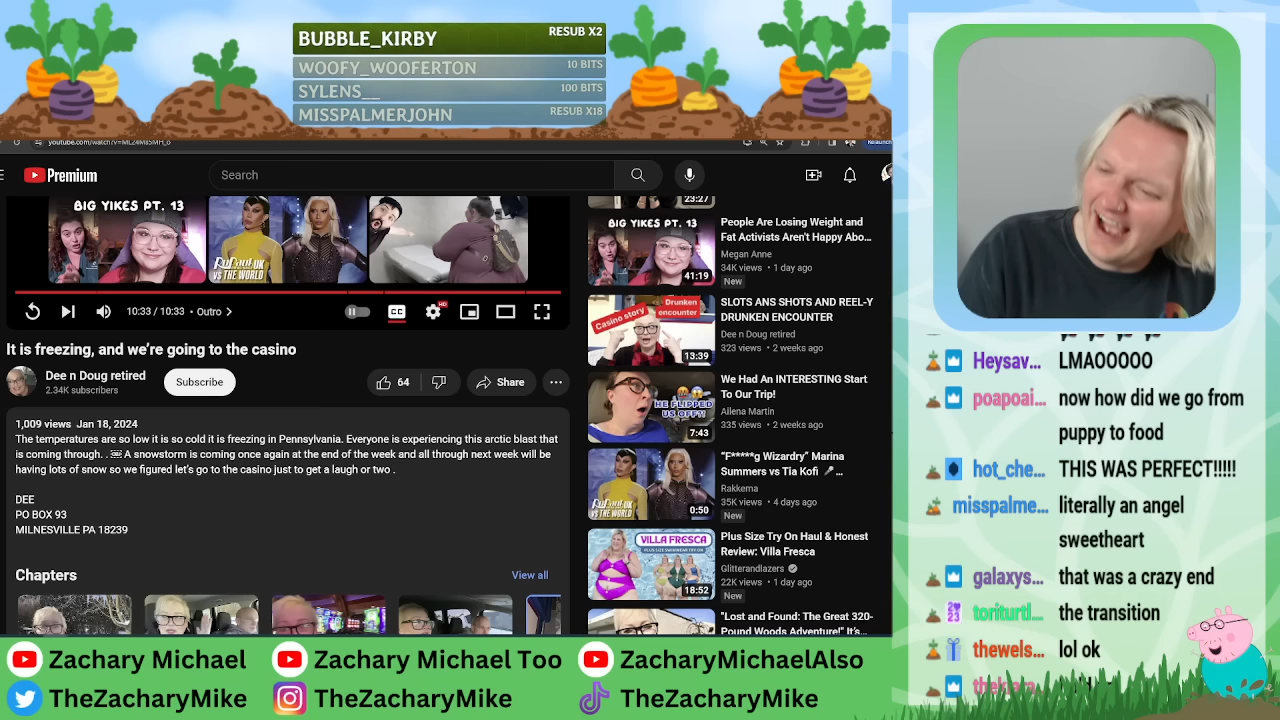 BUBBLE_KIRBY RESUB X2
WOOFY_WOOFERTON 10 BITS
SYLENS__ 100 BITS
MISSPALMERJOHN RESUB X18
Premium
Search
BIG YIKES PT. 13
RuPaul UK
VS THE WORLD
10:33 / 10:33 • Outro
CC
HD
It is freezing, and we're going to the casino
Dee n Doug retired
2.34K subscribers
Subscribe
64
Share
1,009 views Jan 18, 2024
The temperatures are so low it is so cold it is freezing in Pennsylvania. Everyone is experiencing this arctic blast that
is coming through. . A snowstorm is coming once again at the end of the week and all through next week will be
having lots of snow so we figured let's go to the casino just to get a laugh or two .
DEE
PO BOX 93
MILNESVILLE PA 18239
Chapters
View all
23:27
BIG YIKES PT. 13
41:19
People Are Losing Weight and
Fat Activists Aren't Happy Abo...
Megan Anne
34K views • 1 day ago
New
Casino story
Drunken
encounter
13:39
SLOTS ANS SHOTS AND REEL-Y
DRUNKEN ENCOUNTER
Dee n Doug retired
323 views • 2 weeks ago
HE FLIPPED
US OFF?!
7:43
We Had An INTERESTING Start
To Our Trip!
Ailena Martin
335 views • 2 weeks ago
0:50
"F*****g Wizardry" Marina
Summers vs Tia Kofi 🎤...
Rakkema
35K views • 4 days ago
New
VILLA FRESCA
18:52
Plus Size Try On Haul & Honest
Review: Villa Fresca
Glitterandlazers
22K views • 1 day ago
New
"Lost and Found: The Great 320-
Pound Woods Adventure!" It's...
Heysav... LMAOOOOO
poapoai... now how did we go from
puppy to food
hot_che... THIS WAS PERFECT!!!!!
misspalme... literally an angel
sweetheart
galaxys... that was a crazy end
toriturtl... the transition
thewels... lol ok
Zachary Michael
Zachary Michael Too
ZacharyMichaelAlso
TheZacharyMike
TheZacharyMike
TheZacharyMike